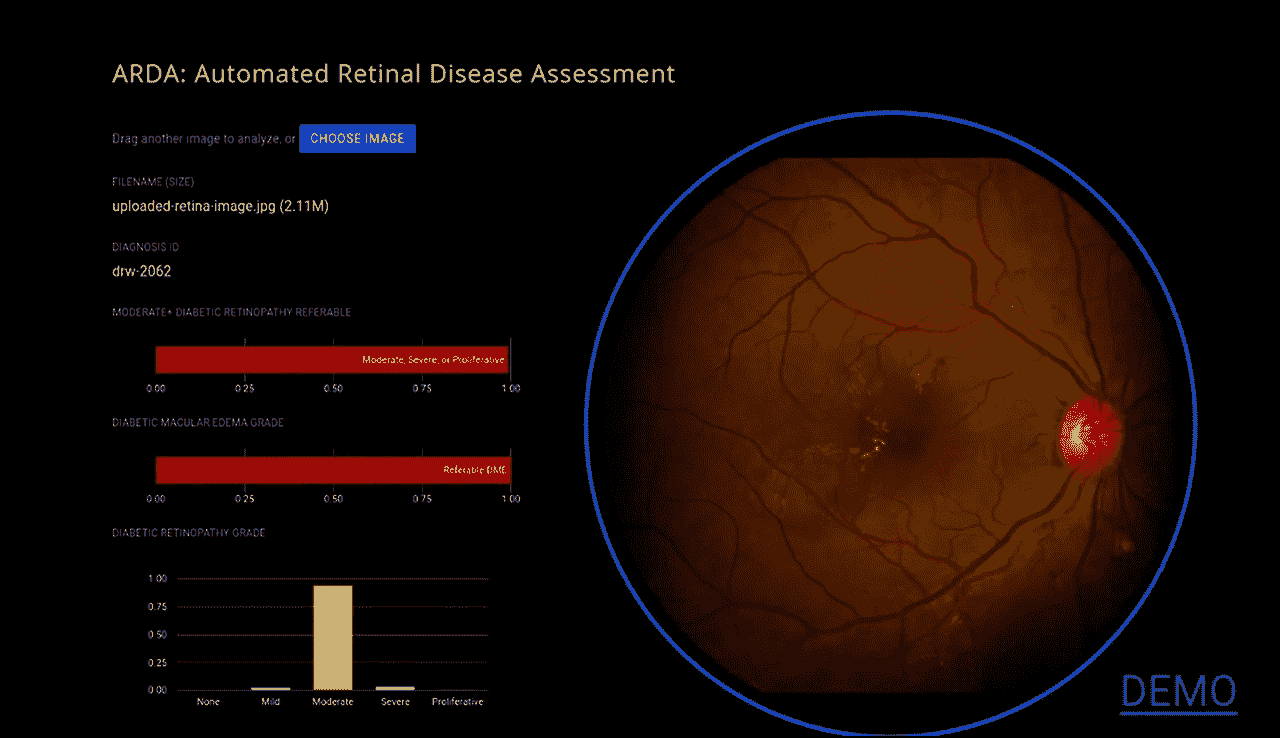 ARDA: Automated Retinal Disease Assessment
Drag another image to analyze, or CHOOSE IMAGE
FILENAME (SIZE)
uploaded-retina-image.jpg (2.11M)
DIAGNOSIS ID
drw-2062
MODERATE+ DIABETIC RETINOPATHY REFERABLE
Moderate, Severe, or Proliferative
0.00 0.25 0.50 0.75 1.00
DIABETIC MACULAR EDEMA GRADE
Referable DME
0.00 0.25 0.50 0.75 1.00
DIABETIC RETINOPATHY GRADE
1.00
0.75
0.50
0.25
0.00
None Mild Moderate Severe Proliferative
DEMO